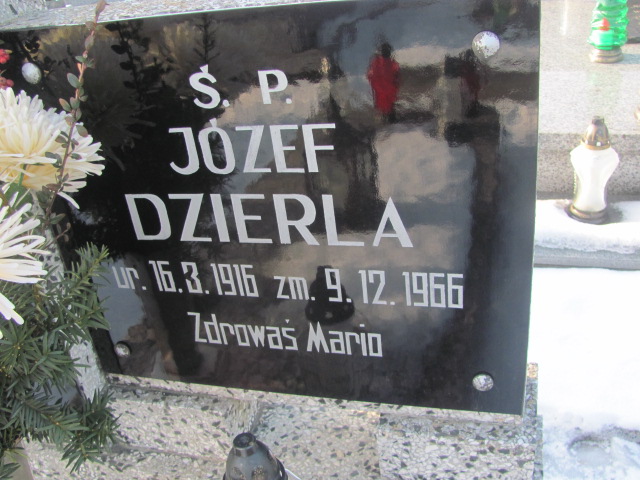 Ś. P.
JÓZEF
DZIERLA
ur. 16.3.1916 zm. 9.12.1966
Zdrowaś Mario